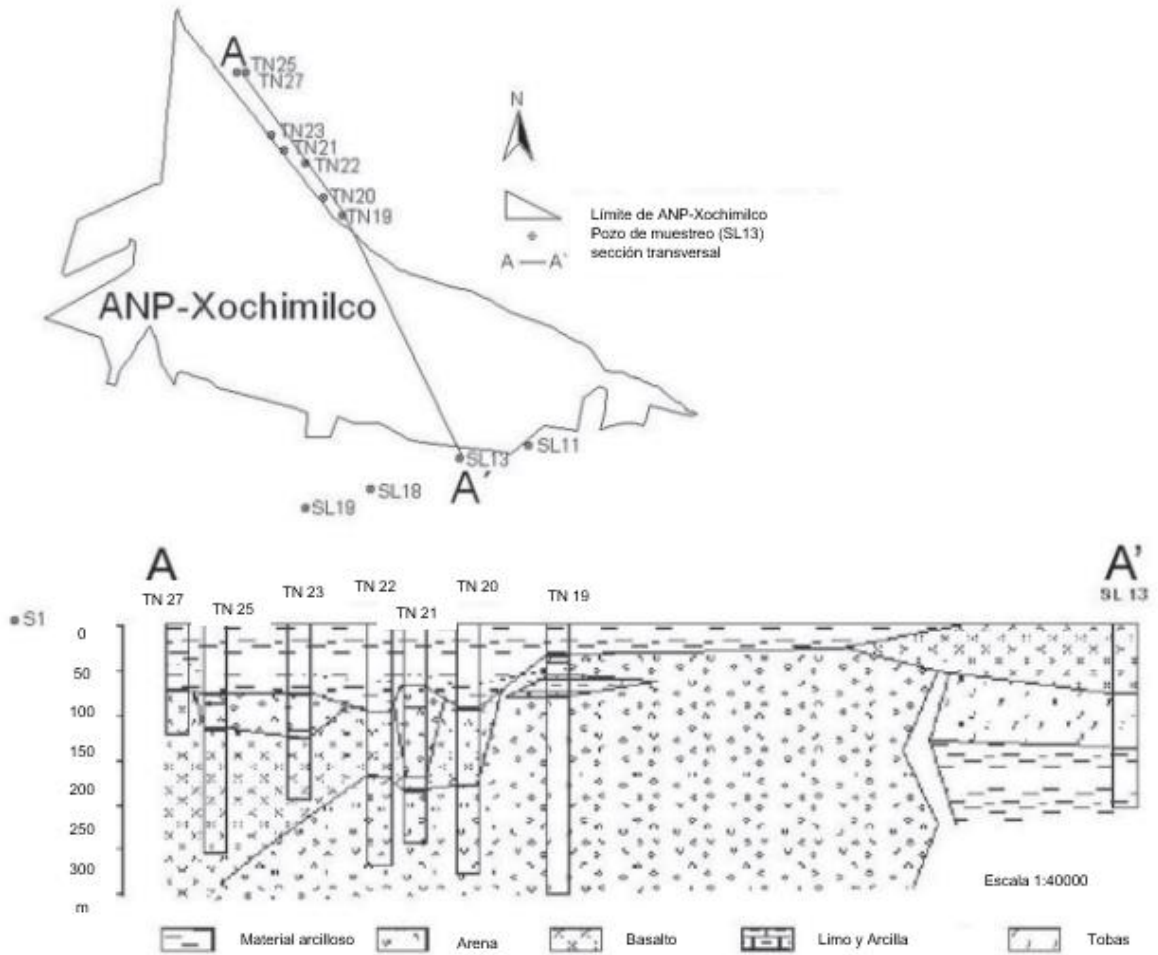 A
TN25
TN27
TN23
TN21
TN22
TN20
TN19
N
Límite de ANP-Xochimilco
Pozo de muestreo (SL13)
sección transversal
A — A'
ANP-Xochimilco
SL11
SL13
A'
SL18
SL19
S1
A
A'
TN 27
TN 25
TN 23
TN 22
TN 21
TN 20
TN 19
SL 13
0
50
100
150
200
250
300
m
Escala 1:40000
Material arcilloso
Arena
Basalto
Limo y Arcilla
Tobas